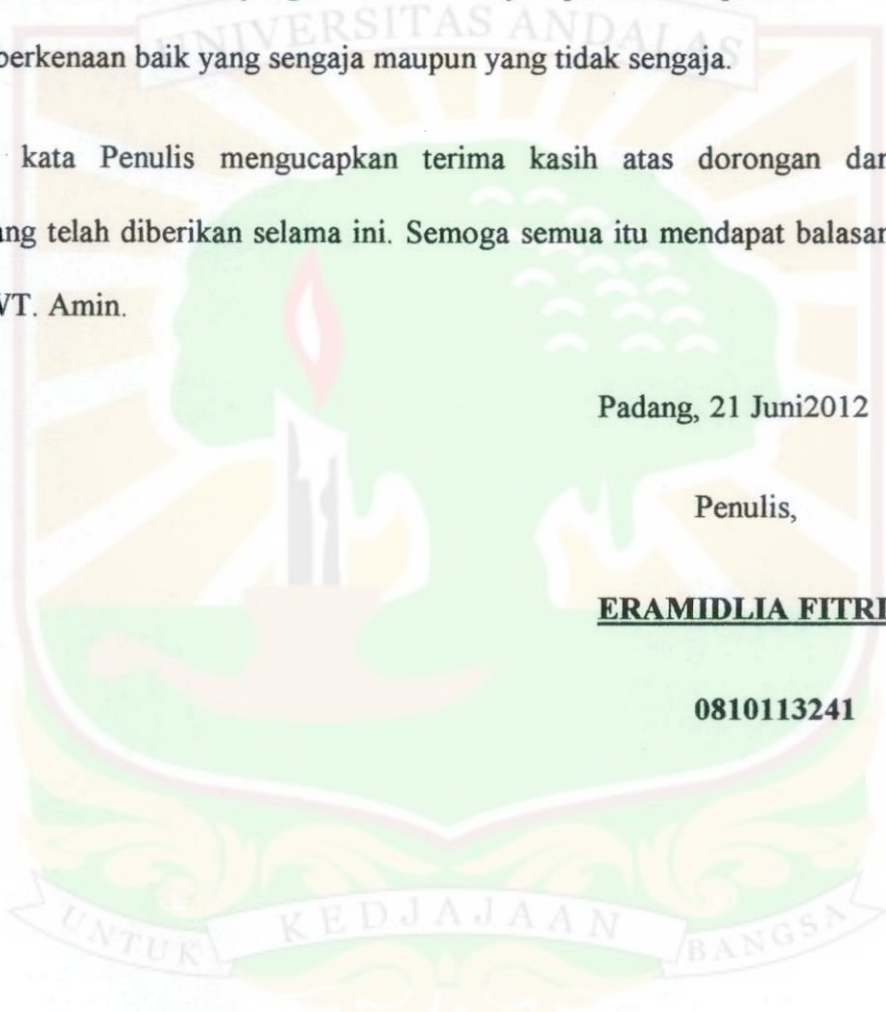 UNIVERSITAS ANDALAS
berkenaan baik yang sengaja maupun yang tidak sengaja.
kata Penulis mengucapkan terima kasih atas dorongan dan
ang telah diberikan selama ini. Semoga semua itu mendapat balasan
WT. Amin.
Padang, 21 Juni2012
Penulis,
ERAMIDLIA FITRI
0810113241
UNTUK KEDJAJAAN BANGSA